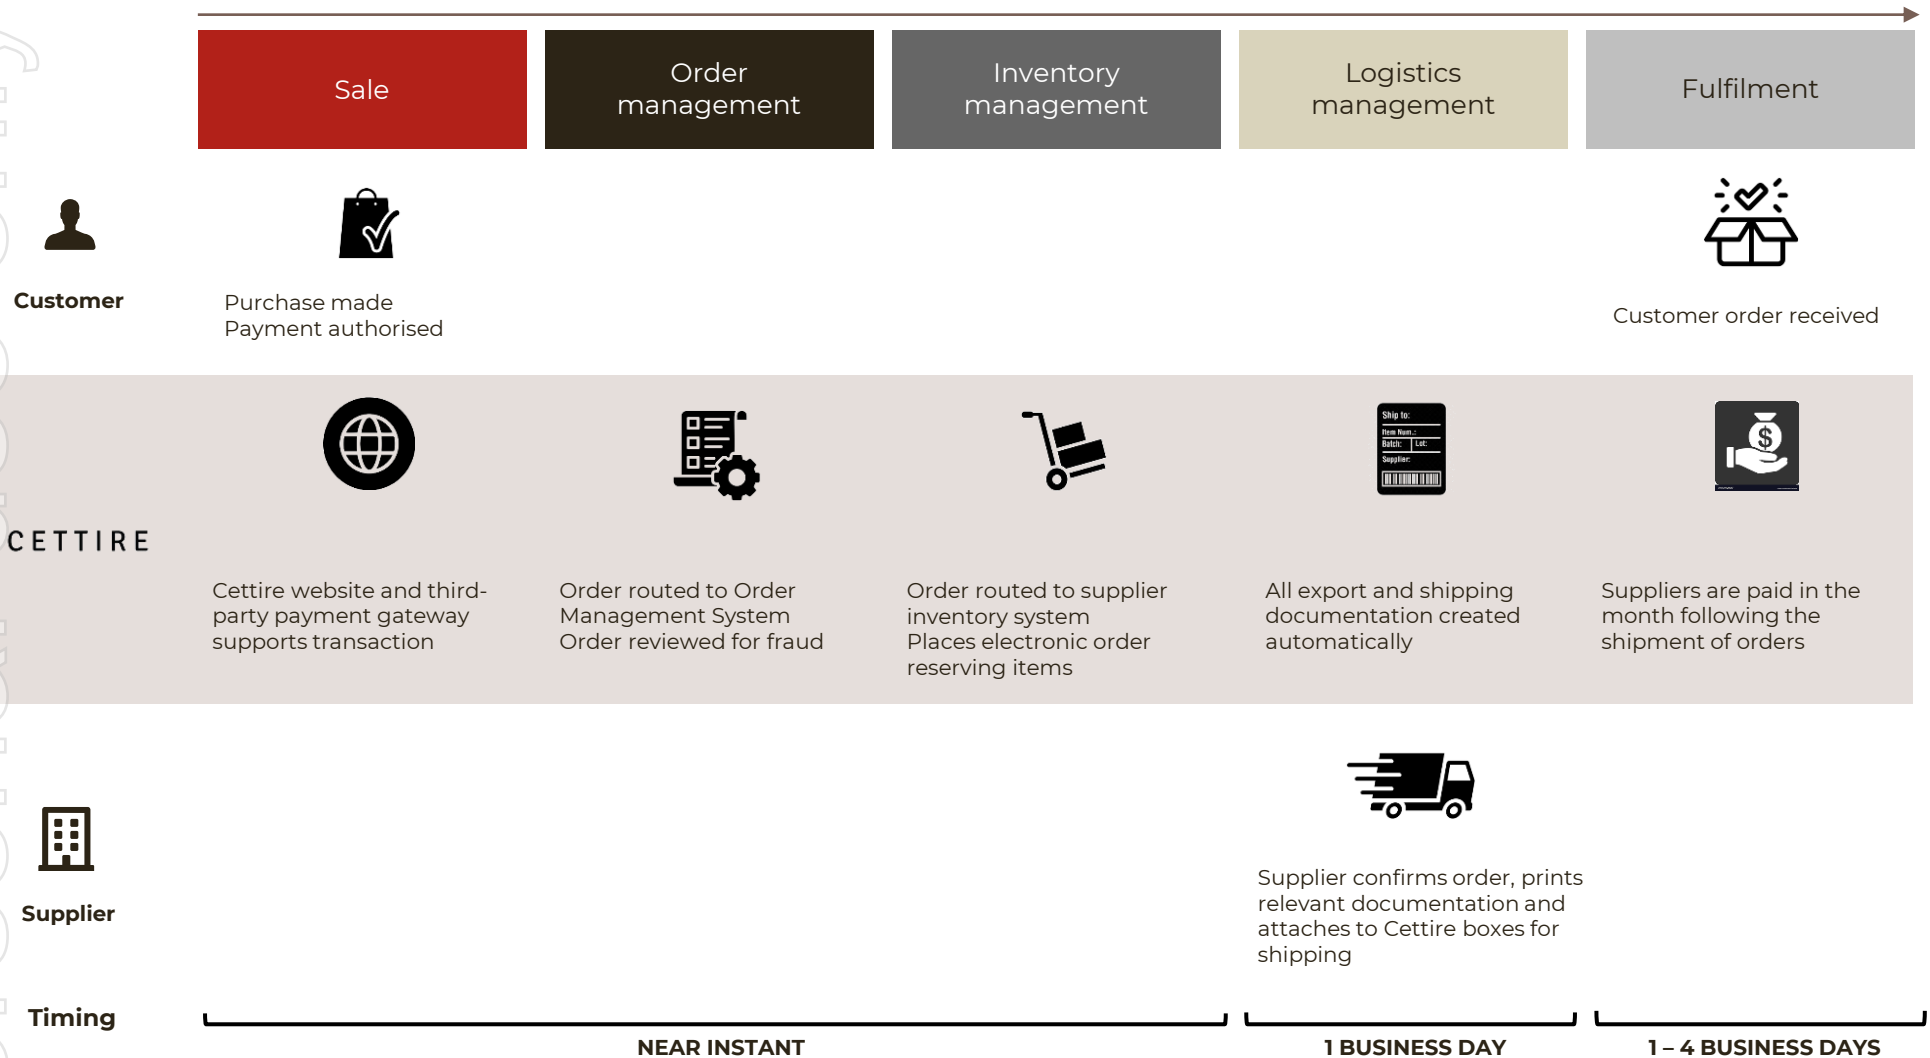 Sale
Order
management
Inventory
management
Logistics
management
Fulfilment
Customer
Purchase made
Payment authorised
Customer order received
CETTIRE
Ship to:
Item Num.:
Batch: Lot:
Supplier:
$
Cettire website and third-
party payment gateway
supports transaction
Order routed to Order
Management System
Order reviewed for fraud
Order routed to supplier
inventory system
Places electronic order
reserving items
All export and shipping
documentation created
automatically
Suppliers are paid in the
month following the
shipment of orders
Supplier
Supplier confirms order, prints
relevant documentation and
attaches to Cettire boxes for
shipping
Timing
NEAR INSTANT
1 BUSINESS DAY
1 – 4 BUSINESS DAYS